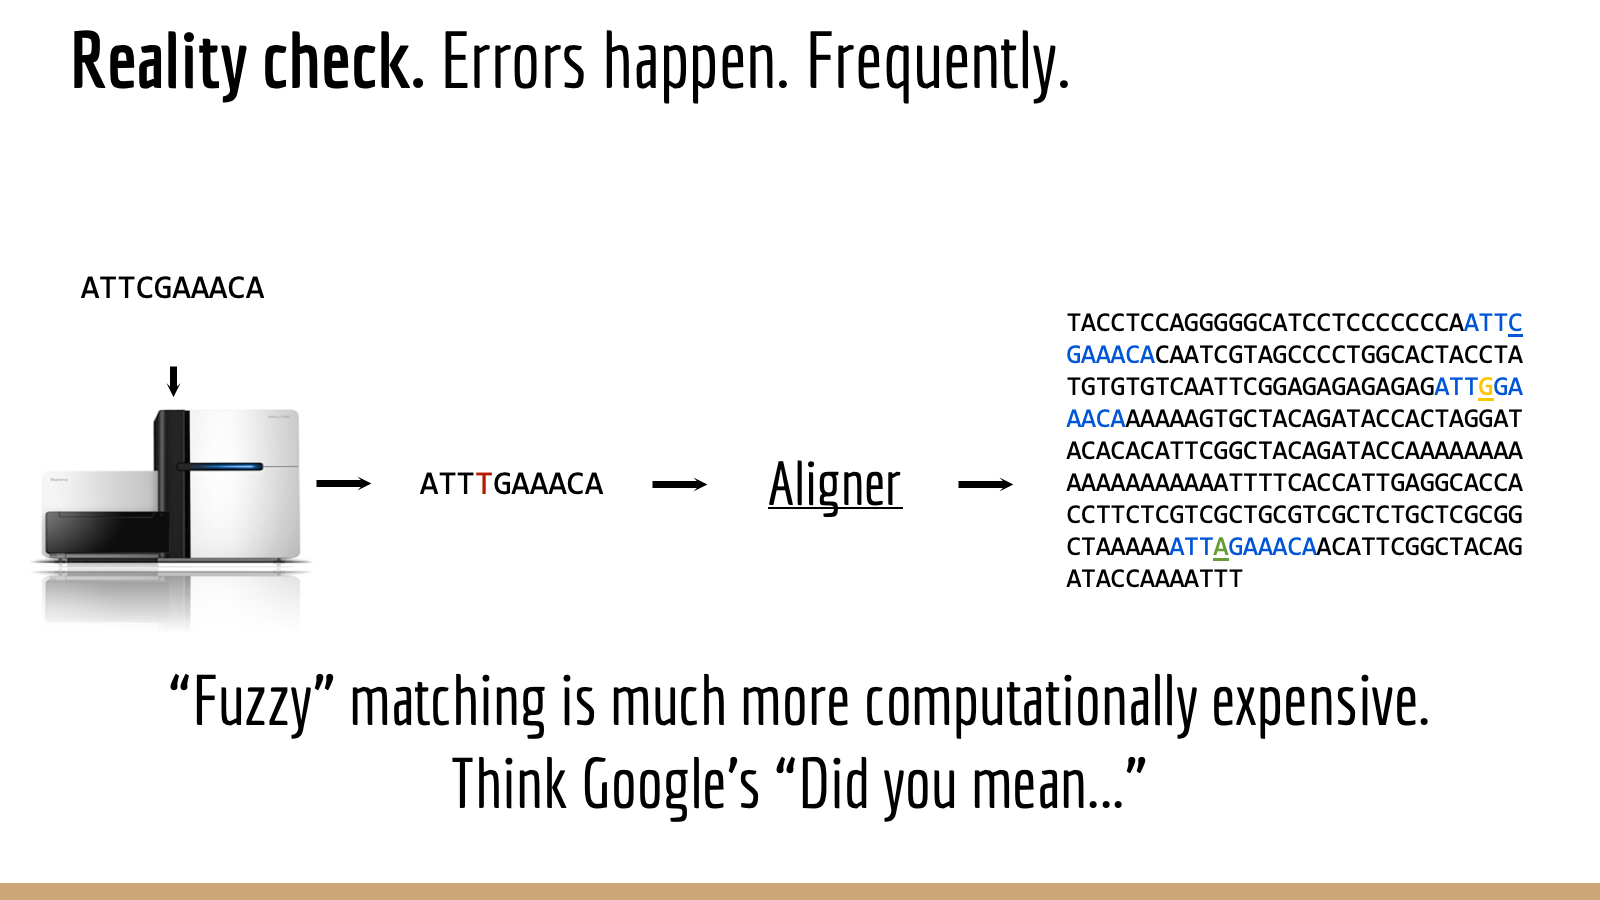 Reality check. Errors happen. Frequently.
ATTCGAAACA
ATTTGAAACA
Aligner
TACCTCCAGGGGGCATCCTCCCCCCCAATTC
GAAACACAATCGTAGCCCCTGGCACTACCTA
TGTGTGTCAATTCGGAGAGAGAGAGATTGGA
AACAAAAAAGTGCTACAGATACCACTAGGAT
ACACACATTCGGCTACAGATACCAAAAAAAA
AAAAAAAAAAATTTTCACCATTGAGGCACCA
CCTTCTCGTCGCTGCGTCGCTCTGCTCGCGG
CTAAAAAATTAGAAACAACATTCGGCTACAG
ATACCAAAATTT
“Fuzzy” matching is much more computationally expensive.
Think Google’s “Did you mean...”